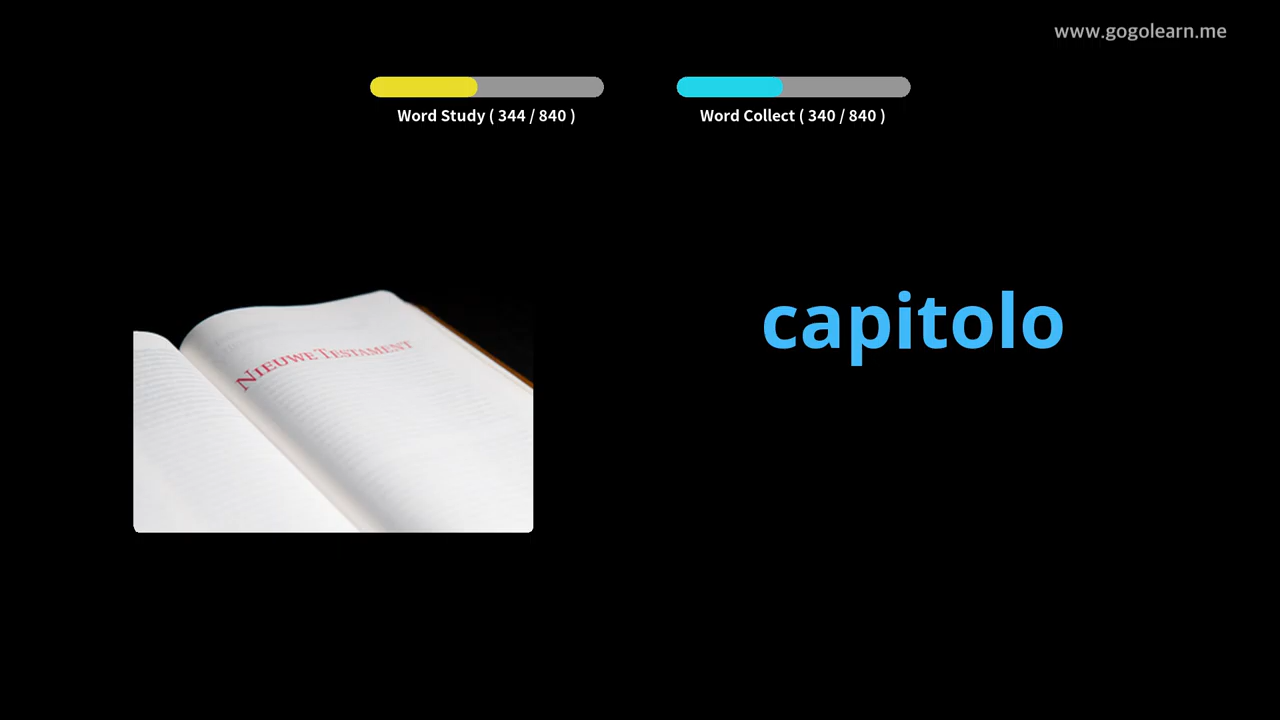 www.gogolearn.me
Word Study ( 344 / 840 )
Word Collect ( 340 / 840 )
capitolo
NIEUWE TESTAMENT